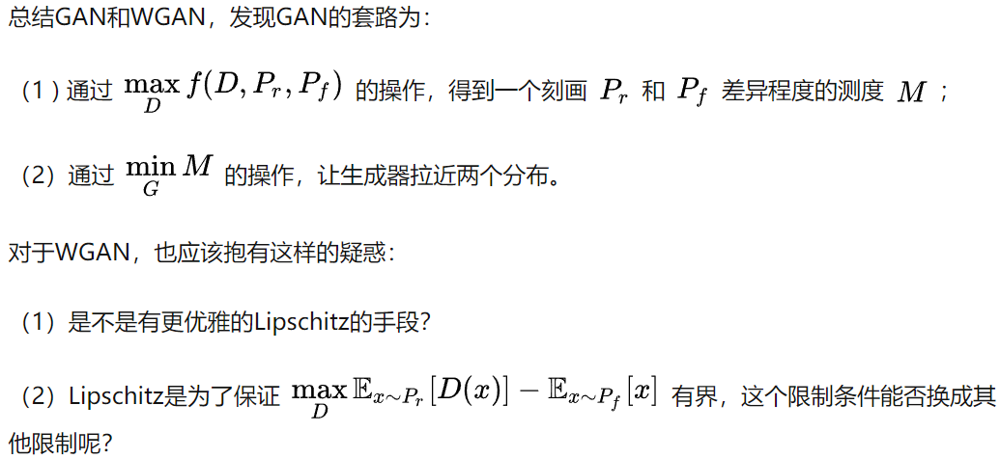 总结GAN和WGAN，发现GAN的套路为：
（1 ) 通过 $\max_{D} f(D, P_r, P_f)$ 的操作，得到一个刻画 $P_r$ 和 $P_f$ 差异程度的测度 $M$ ；
（2）通过 $\min_{G} M$ 的操作，让生成器拉近两个分布。
对于WGAN，也应该抱有这样的疑惑：
（1）是不是有更优雅的Lipschitz的手段？
（2）Lipschitz是为了保证 $\max_{D} \mathbb{E}_{x \sim P_r}[D(x)] - \mathbb{E}_{x \sim P_f}[x]$ 有界，这个限制条件能否换成其
他限制呢？